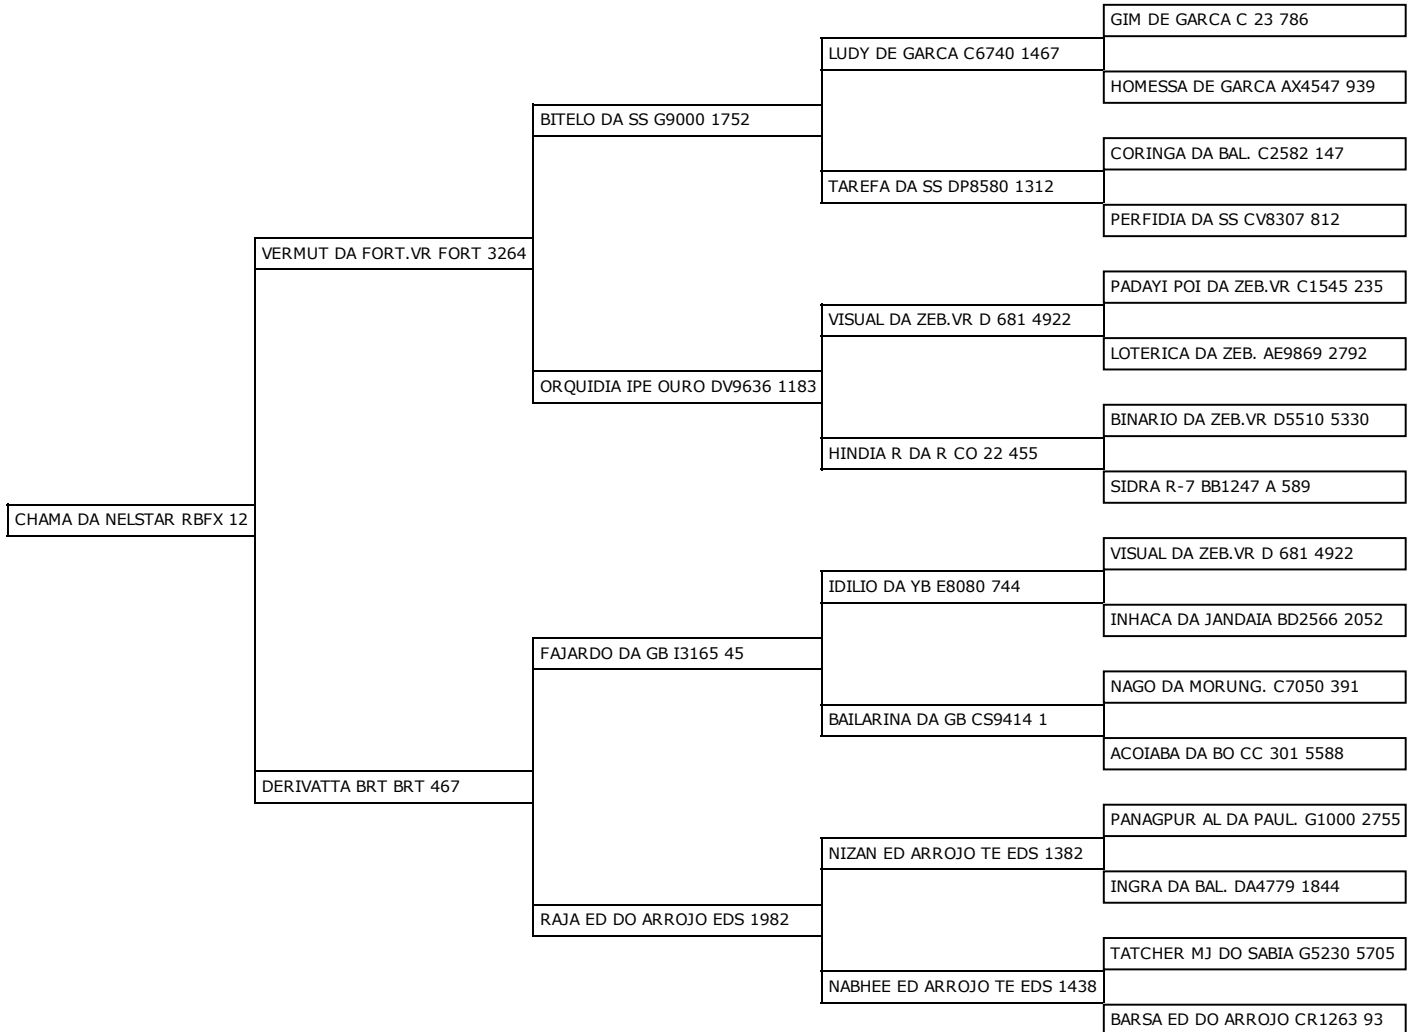 GIM DE GARCA C 23 786
LUDY DE GARCA C6740 1467
HOMESSA DE GARCA AX4547 939
BITELO DA SS G9000 1752
CORINGA DA BAL. C2582 147
TAREFA DA SS DP8580 1312
PERFIDIA DA SS CV8307 812
VERMUT DA FORT.VR FORT 3264
PADAYI POI DA ZEB.VR C1545 235
VISUAL DA ZEB.VR D 681 4922
LOTERICA DA ZEB. AE9869 2792
ORQUIDIA IPE OURO DV9636 1183
BINARIO DA ZEB.VR D5510 5330
HINDIA R DA R CO 22 455
SIDRA R-7 BB1247 A 589
CHAMA DA NELSTAR RBFX 12
VISUAL DA ZEB.VR D 681 4922
IDILIO DA YB E8080 744
INHACA DA JANDAIA BD2566 2052
FAJARDO DA GB I3165 45
NAGO DA MORUNG. C7050 391
BAILARINA DA GB CS9414 1
ACOIABA DA BO CC 301 5588
DERIVATTA BRT BRT 467
PANAGPUR AL DA PAUL. G1000 2755
NIZAN ED ARROJO TE EDS 1382
INGRA DA BAL. DA4779 1844
RAJA ED DO ARROJO EDS 1982
TATCHER MJ DO SABIA G5230 5705
NABHEE ED ARROJO TE EDS 1438
BARSA ED DO ARROJO CR1263 93